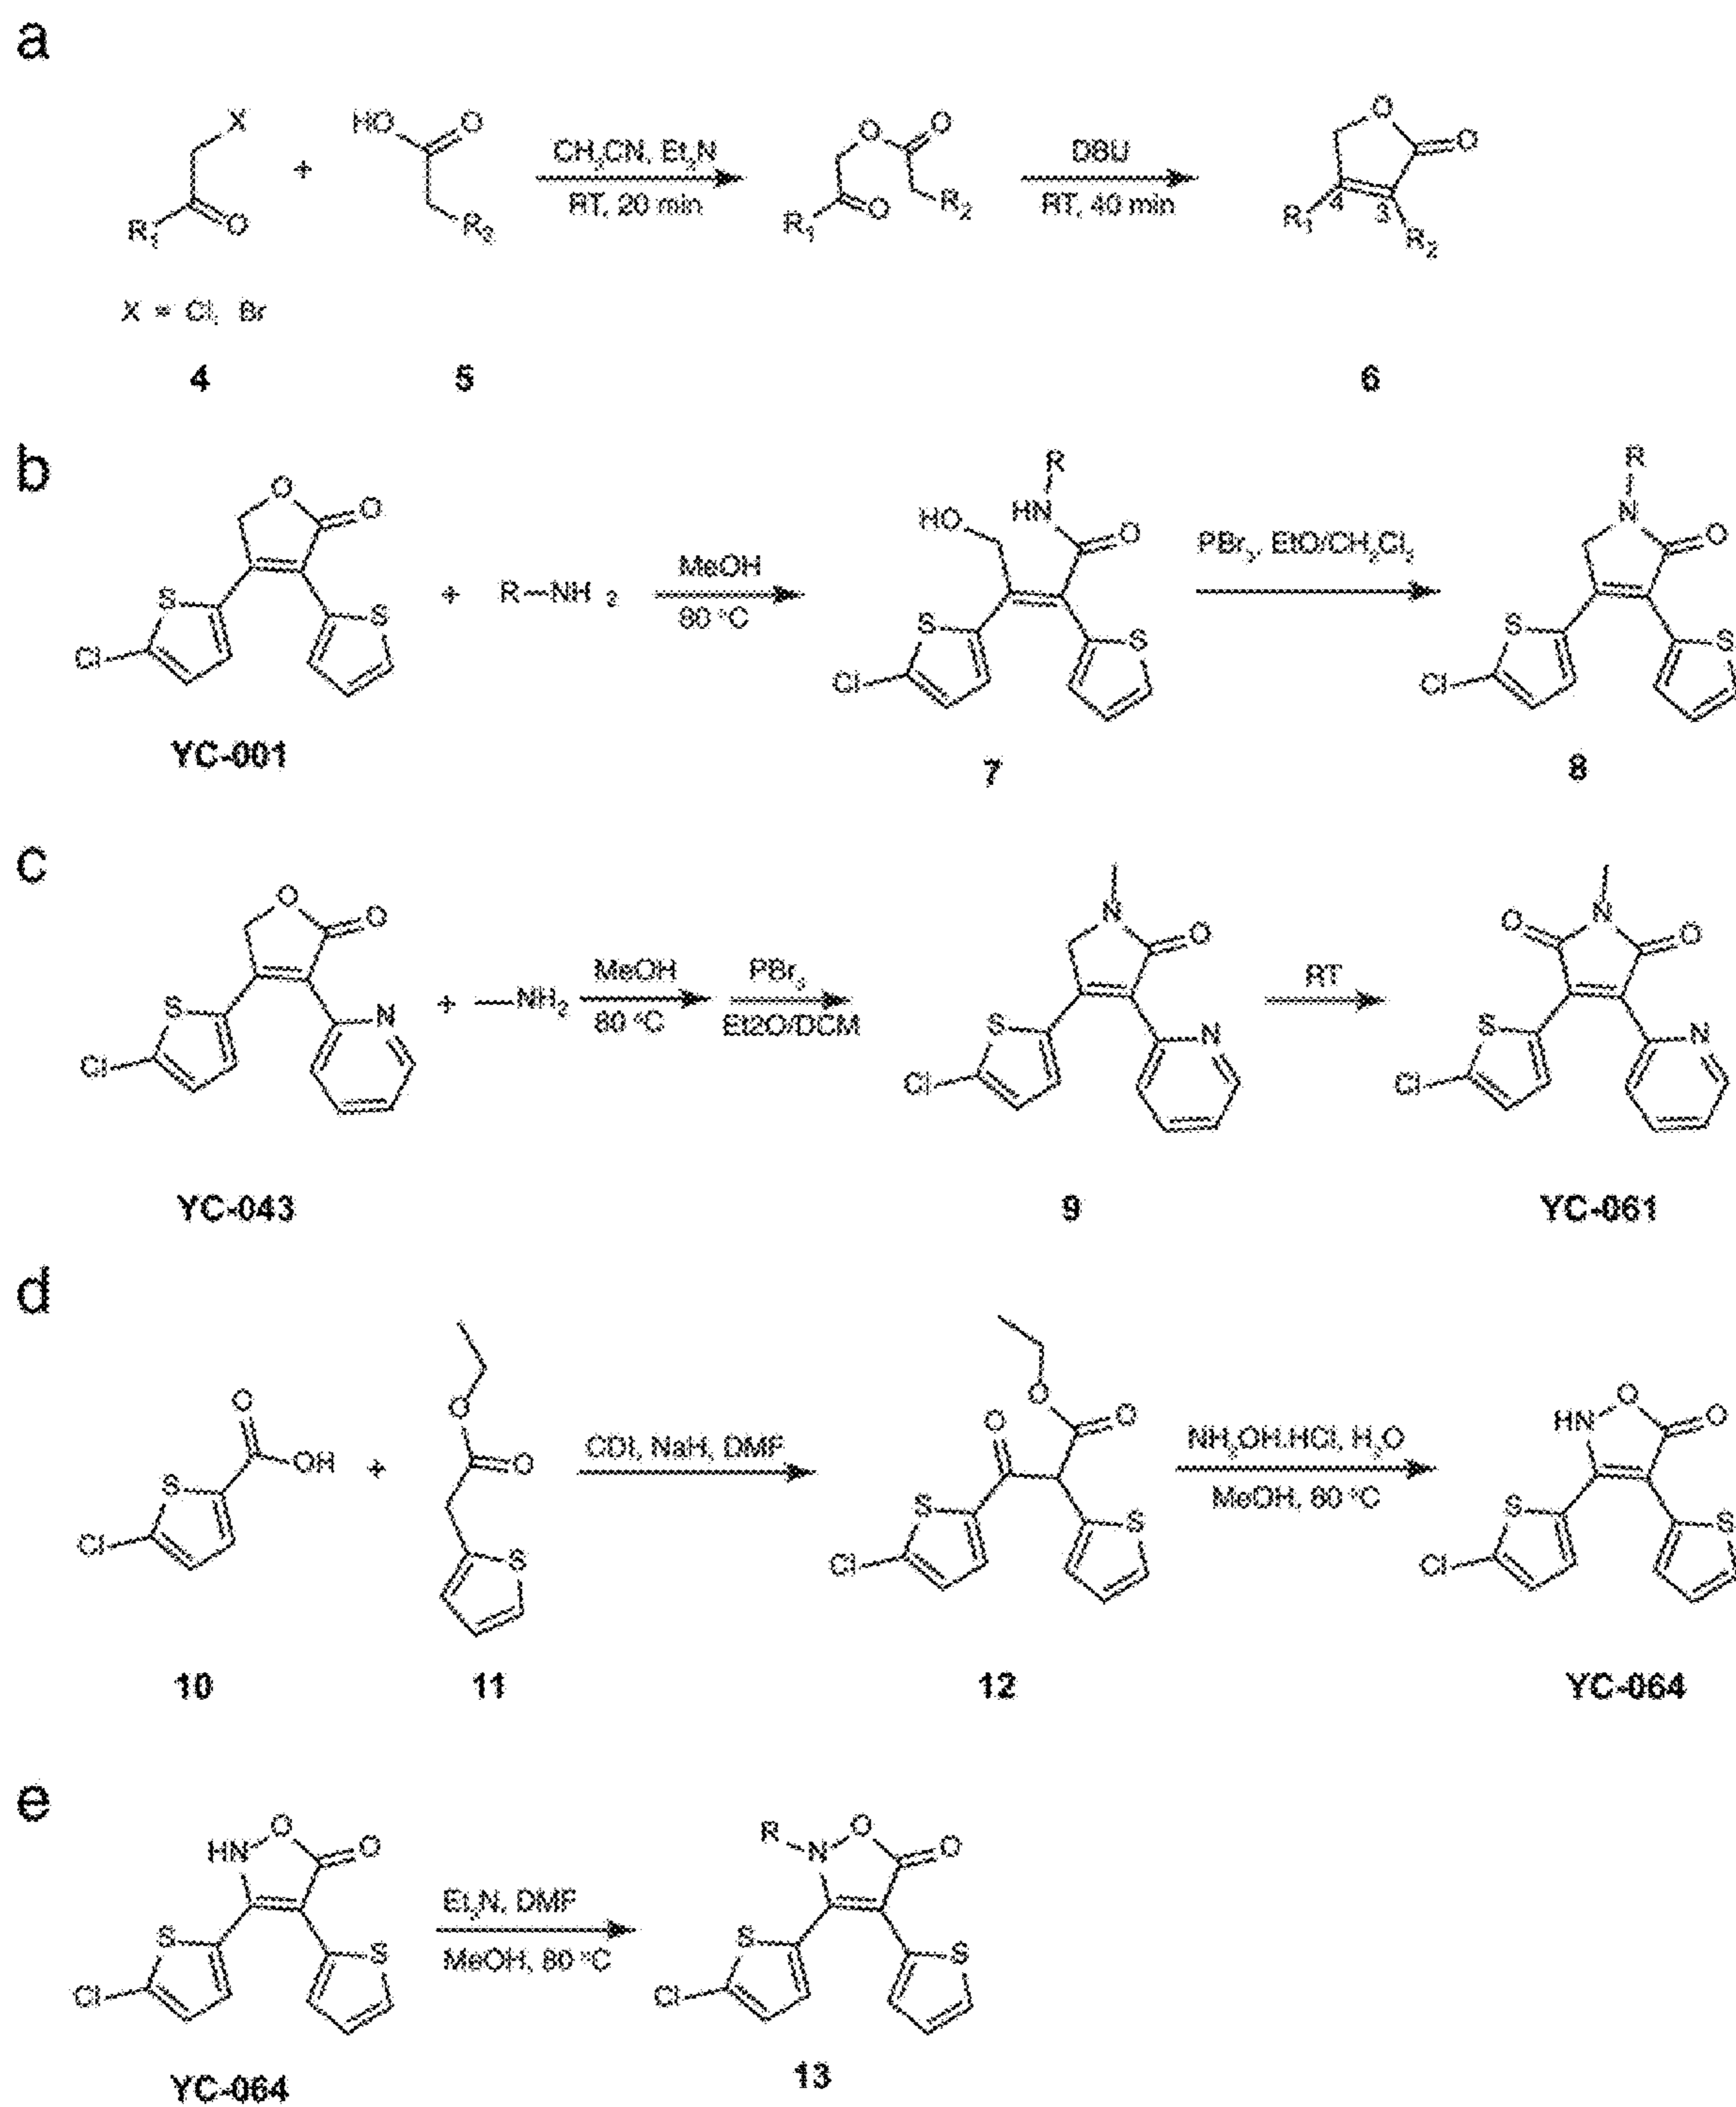 a
X
HO
O
O
O
CH3CN, Et3N
DBU
+
O
RT, 20 min
RT, 40 min
R1
O
R3
R1
O
R2
R1
4
3
R2
X = Cl, Br
4
5
6
b
R
R
O
O
HO
HN
O
PBr3, EtO/CH2Cl2
N
O
MeOH
S
S
+
R—NH2
80 °C
S
S
S
S
Cl
Cl
Cl
YC-001
7
8
c
O
O
N
O
O
N
O
MeOH
PBr3
RT
+
—NH2
80 °C
Et2O/DCM
S
N
S
N
S
N
Cl
Cl
Cl
YC-043
9
YC-061
d
O
O
O
O
O
O
HN
O
O
S
OH
+
O
CDI, NaH, DMF
NH2OH.HCl, H2O
MeOH, 60 °C
Cl
S
S
S
S
S
Cl
Cl
10
11
12
YC-064
e
HN
O
O
R
N
O
O
Et3N, DMF
MeOH, 80 °C
S
S
S
S
Cl
Cl
YC-064
13